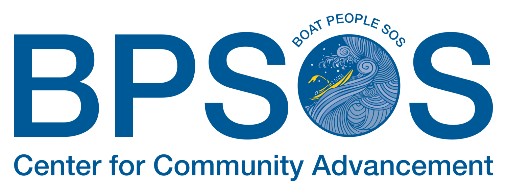 BOAT PEOPLE SOS
BPSOS
Center for Community Advancement